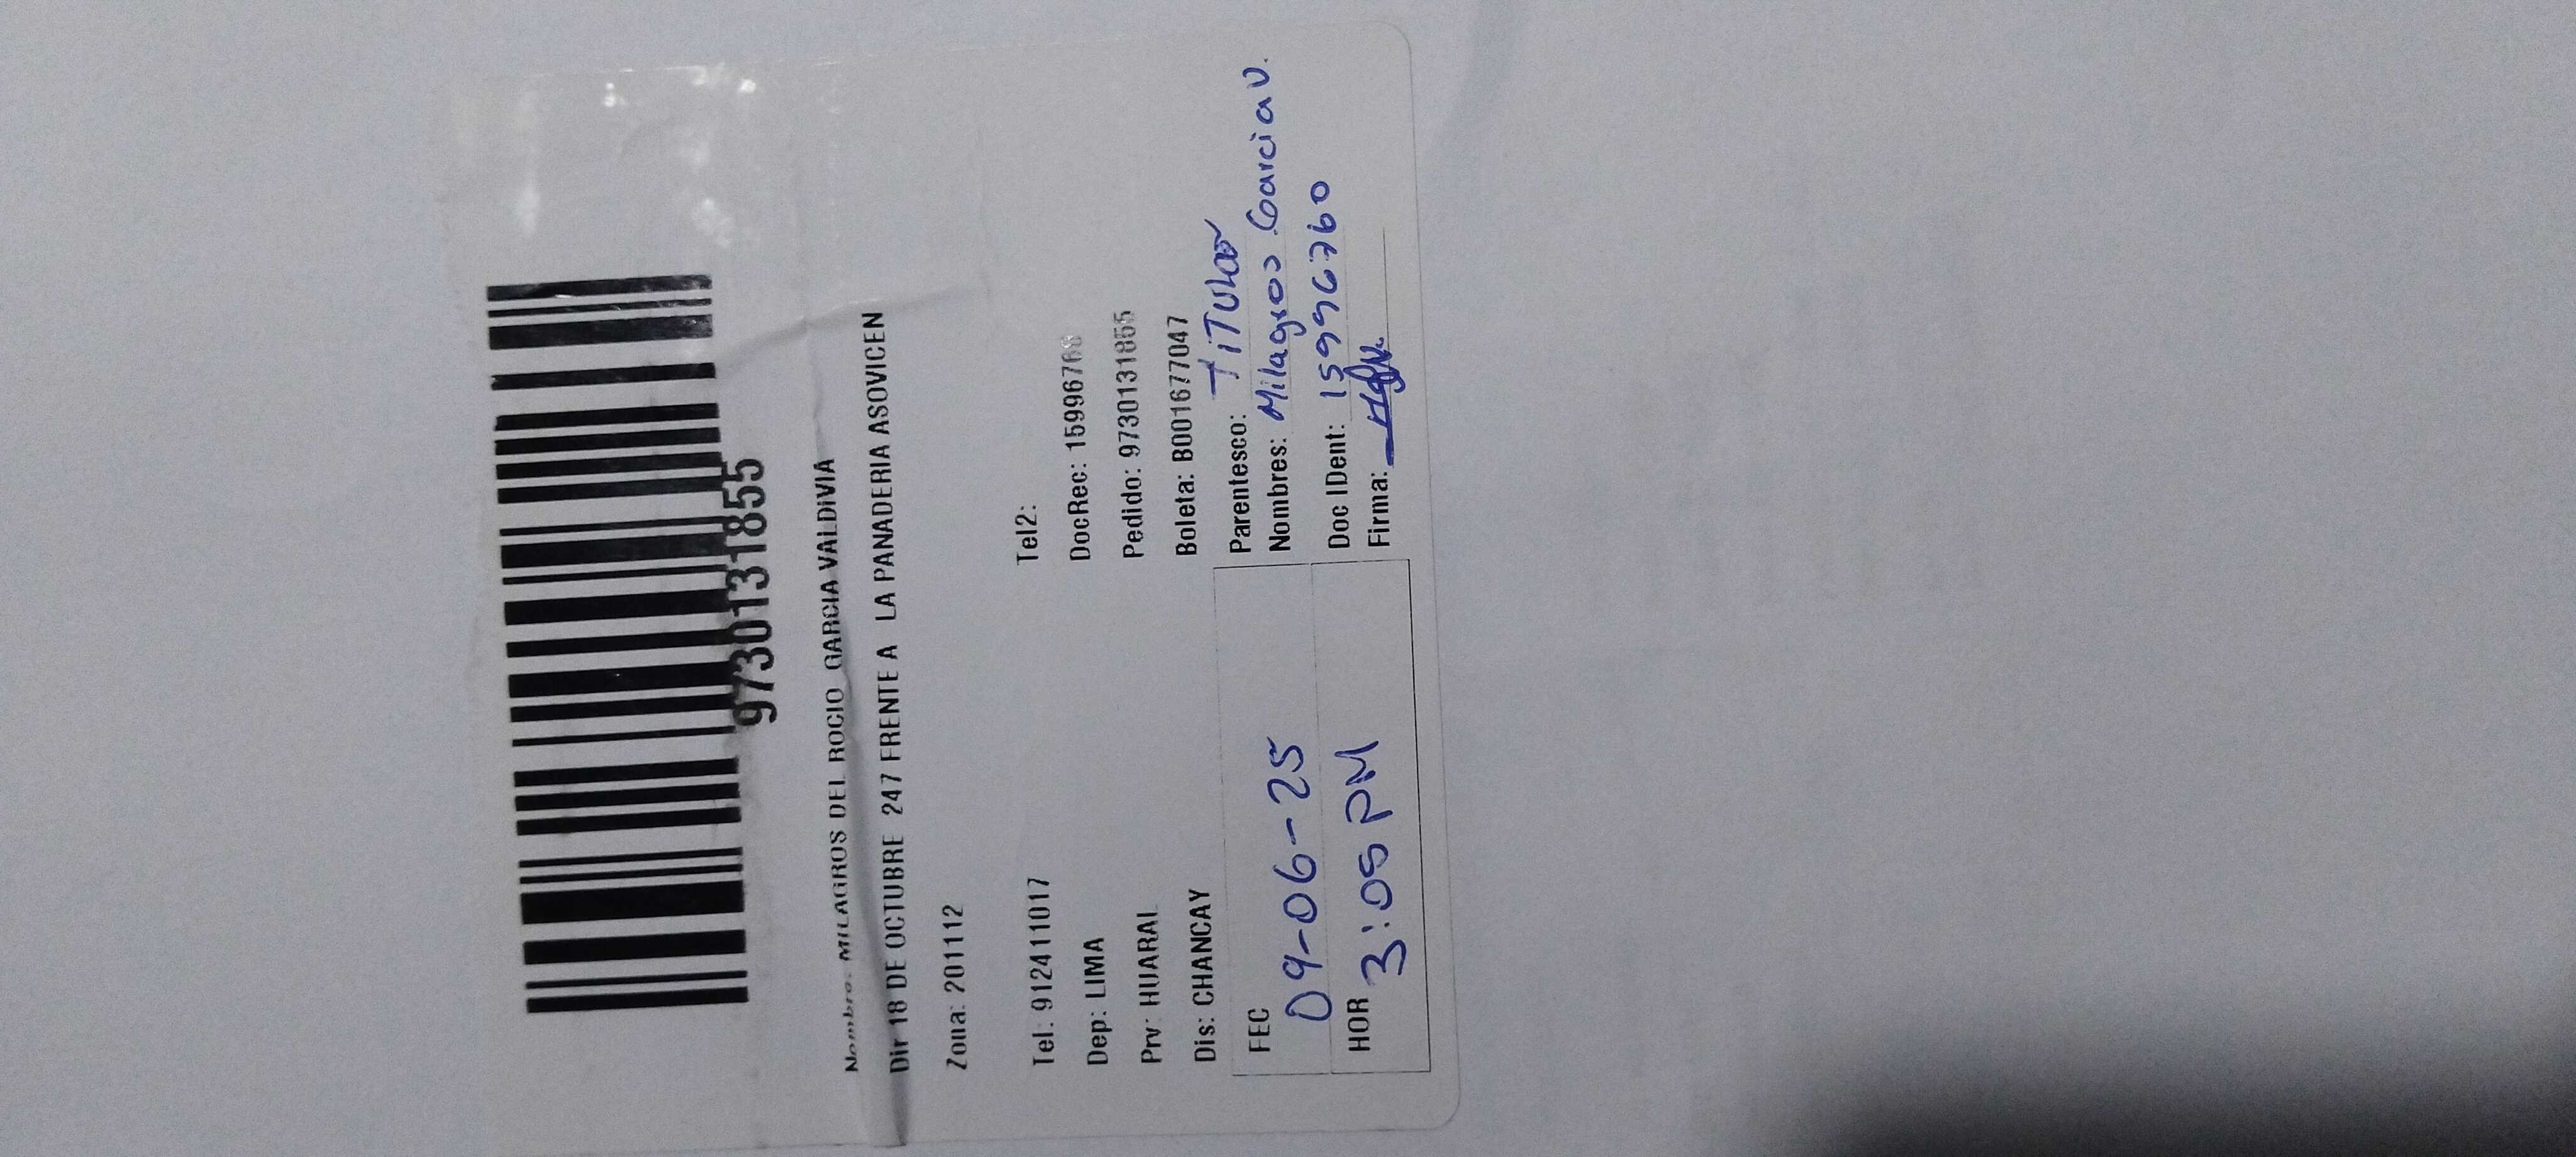 9730131855
Nombre: MILAGROS DEL ROCIO GARCIA VALDIVIA
Dir 18 DE OCTUBRE 247 FRENTE A LA PANADERIA ASOVICEN
Zona: 201112
Tel: 912411017 Tel2:
Dep: LIMA DocRec: 15996760
Prv: HUARAL Pedido: 9730131855
Dis: CHANCAY Boleta: B001677047
FEC 09-06-25
HOR 3:05 PM
Parentesco: TiTULar
Nombres: Milagros Garcia V.
Doc IDent: 15996760
Firma: